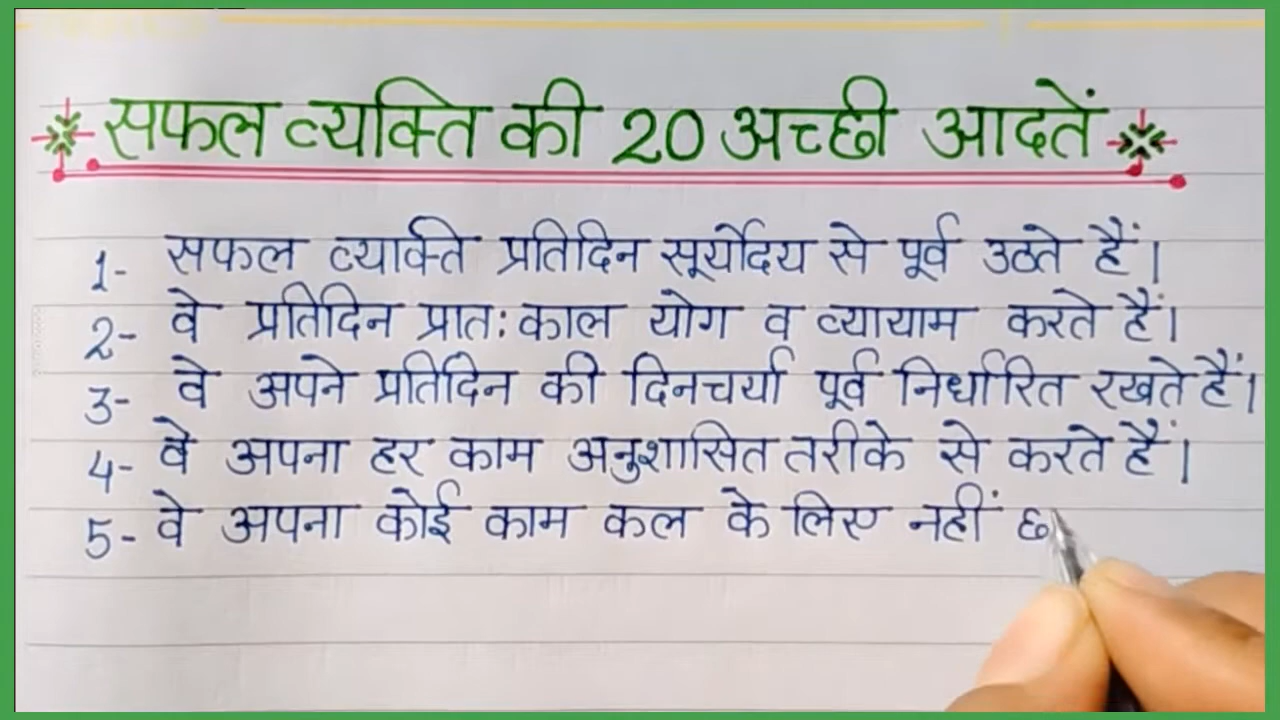 सफल व्यक्ति की 20 अच्छी आदतें
1- सफल व्यक्ति प्रतिदिन सूर्योदय से पूर्व उठते हैं।
2- वे प्रतिदिन प्रात:काल योग व व्यायाम करते हैं।
3- वे अपने प्रतिदिन की दिनचर्या पूर्व निर्धारित रखते हैं।
4- वे अपना हर काम अनुशासित तरीके से करते हैं।
5- वे अपना कोई काम कल के लिए नहीं छ